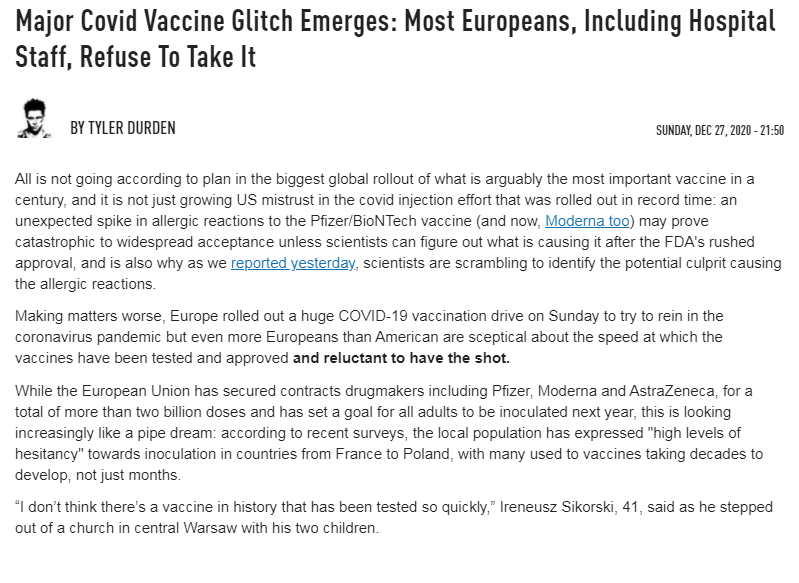 Major Covid Vaccine Glitch Emerges: Most Europeans, Including Hospital
Staff, Refuse To Take It
BY TYLER DURDEN
SUNDAY, DEC 27, 2020 - 21:50
All is not going according to plan in the biggest global rollout of what is arguably the most important vaccine in a
century, and it is not just growing US mistrust in the covid injection effort that was rolled out in record time: an
unexpected spike in allergic reactions to the Pfizer/BioNTech vaccine (and now, Moderna too) may prove
catastrophic to widespread acceptance unless scientists can figure out what is causing it after the FDA's rushed
approval, and is also why as we reported yesterday, scientists are scrambling to identify the potential culprit causing
the allergic reactions.
Making matters worse, Europe rolled out a huge COVID-19 vaccination drive on Sunday to try to rein in the
coronavirus pandemic but even more Europeans than American are sceptical about the speed at which the
vaccines have been tested and approved and reluctant to have the shot.
While the European Union has secured contracts drugmakers including Pfizer, Moderna and AstraZeneca, for a
total of more than two billion doses and has set a goal for all adults to be inoculated next year, this is looking
increasingly like a pipe dream: according to recent surveys, the local population has expressed "high levels of
hesitancy" towards inoculation in countries from France to Poland, with many used to vaccines taking decades to
develop, not just months.
“I don’t think there’s a vaccine in history that has been tested so quickly,” Ireneusz Sikorski, 41, said as he stepped
out of a church in central Warsaw with his two children.